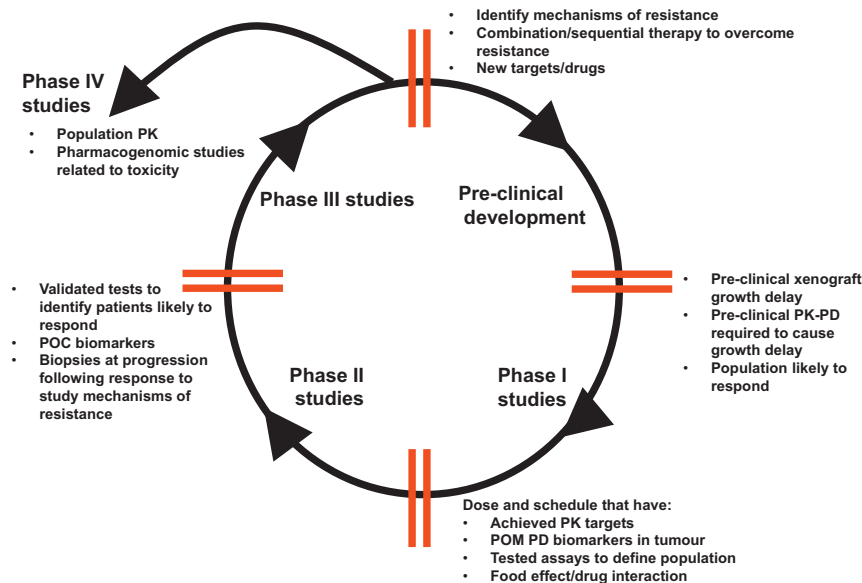 • Identify mechanisms of resistance
• Combination/sequential therapy to overcome
resistance
• New targets/drugs
Phase IV
studies
• Population PK
• Pharmacogenomic studies
related to toxicity
Phase III studies
Pre-clinical
development
• Validated tests to
identify patients likely to
respond
• POC biomarkers
• Biopsies at progression
following response to
study mechanisms of
resistance
• Pre-clinical xenograft
growth delay
• Pre-clinical PK-PD
required to cause
growth delay
• Population likely to
respond
Phase II
studies
Phase I
studies
Dose and schedule that have:
• Achieved PK targets
• POM PD biomarkers in tumour
• Tested assays to define population
• Food effect/drug interaction